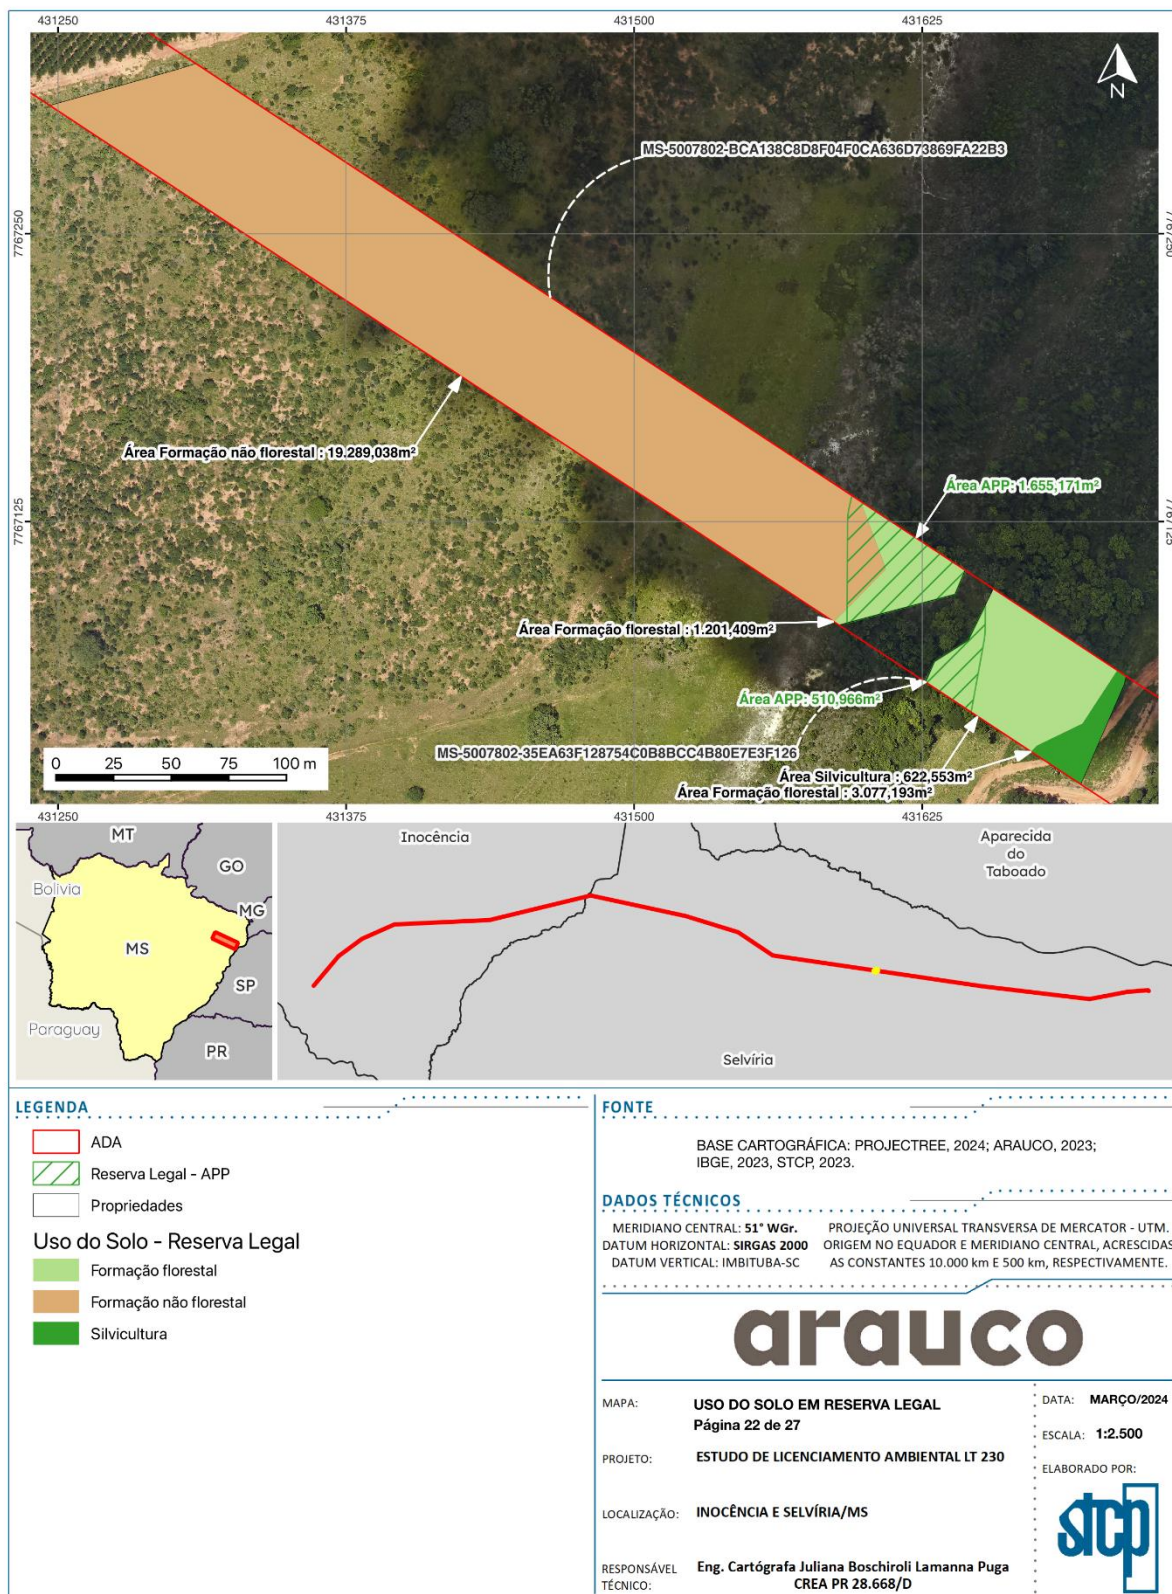 431250 431375 431500 431625
N
MS-5007802-BCA138C8D8F04F0CA636D73869FA22B3
7767250 7767250
Área Formação não florestal : 19.289,038m²
Área APP: 1.655,171m²
7767125 7767125
Área Formação florestal : 1.201,409m²
Área APP: 510,966m²
MS-5007802-35EA63F128754C0B8BCC4B80E7E3F126
Área Silvicultura : 622,553m²
Área Formação florestal : 3.077,193m²
0 25 50 75 100 m
431250 431375 431500 431625
MT
GO
Bolivia
MG
MS
SP
Paraguay
PR
Inocência
Aparecida
do
Taboado
Selvíria
LEGENDA
ADA
Reserva Legal - APP
Propriedades
Uso do Solo - Reserva Legal
Formação florestal
Formação não florestal
Silvicultura
FONTE
BASE CARTOGRÁFICA: PROJECTREE, 2024; ARAUCO, 2023;
IBGE, 2023, STCP, 2023.
DADOS TÉCNICOS
MERIDIANO CENTRAL: 51° WGr.
DATUM HORIZONTAL: SIRGAS 2000
DATUM VERTICAL: IMBITUBA-SC
PROJEÇÃO UNIVERSAL TRANSVERSA DE MERCATOR - UTM.
ORIGEM NO EQUADOR E MERIDIANO CENTRAL, ACRESCIDAS
AS CONSTANTES 10.000 km E 500 km, RESPECTIVAMENTE.
arauco
MAPA: USO DO SOLO EM RESERVA LEGAL
Página 22 de 27
PROJETO: ESTUDO DE LICENCIAMENTO AMBIENTAL LT 230
LOCALIZAÇÃO: INOCÊNCIA E SELVÍRIA/MS
RESPONSÁVEL
TÉCNICO:
Eng. Cartógrafa Juliana Boschiroli Lamanna Puga
CREA PR 28.668/D
DATA: MARÇO/2024
ESCALA: 1:2.500
ELABORADO POR:
stcp